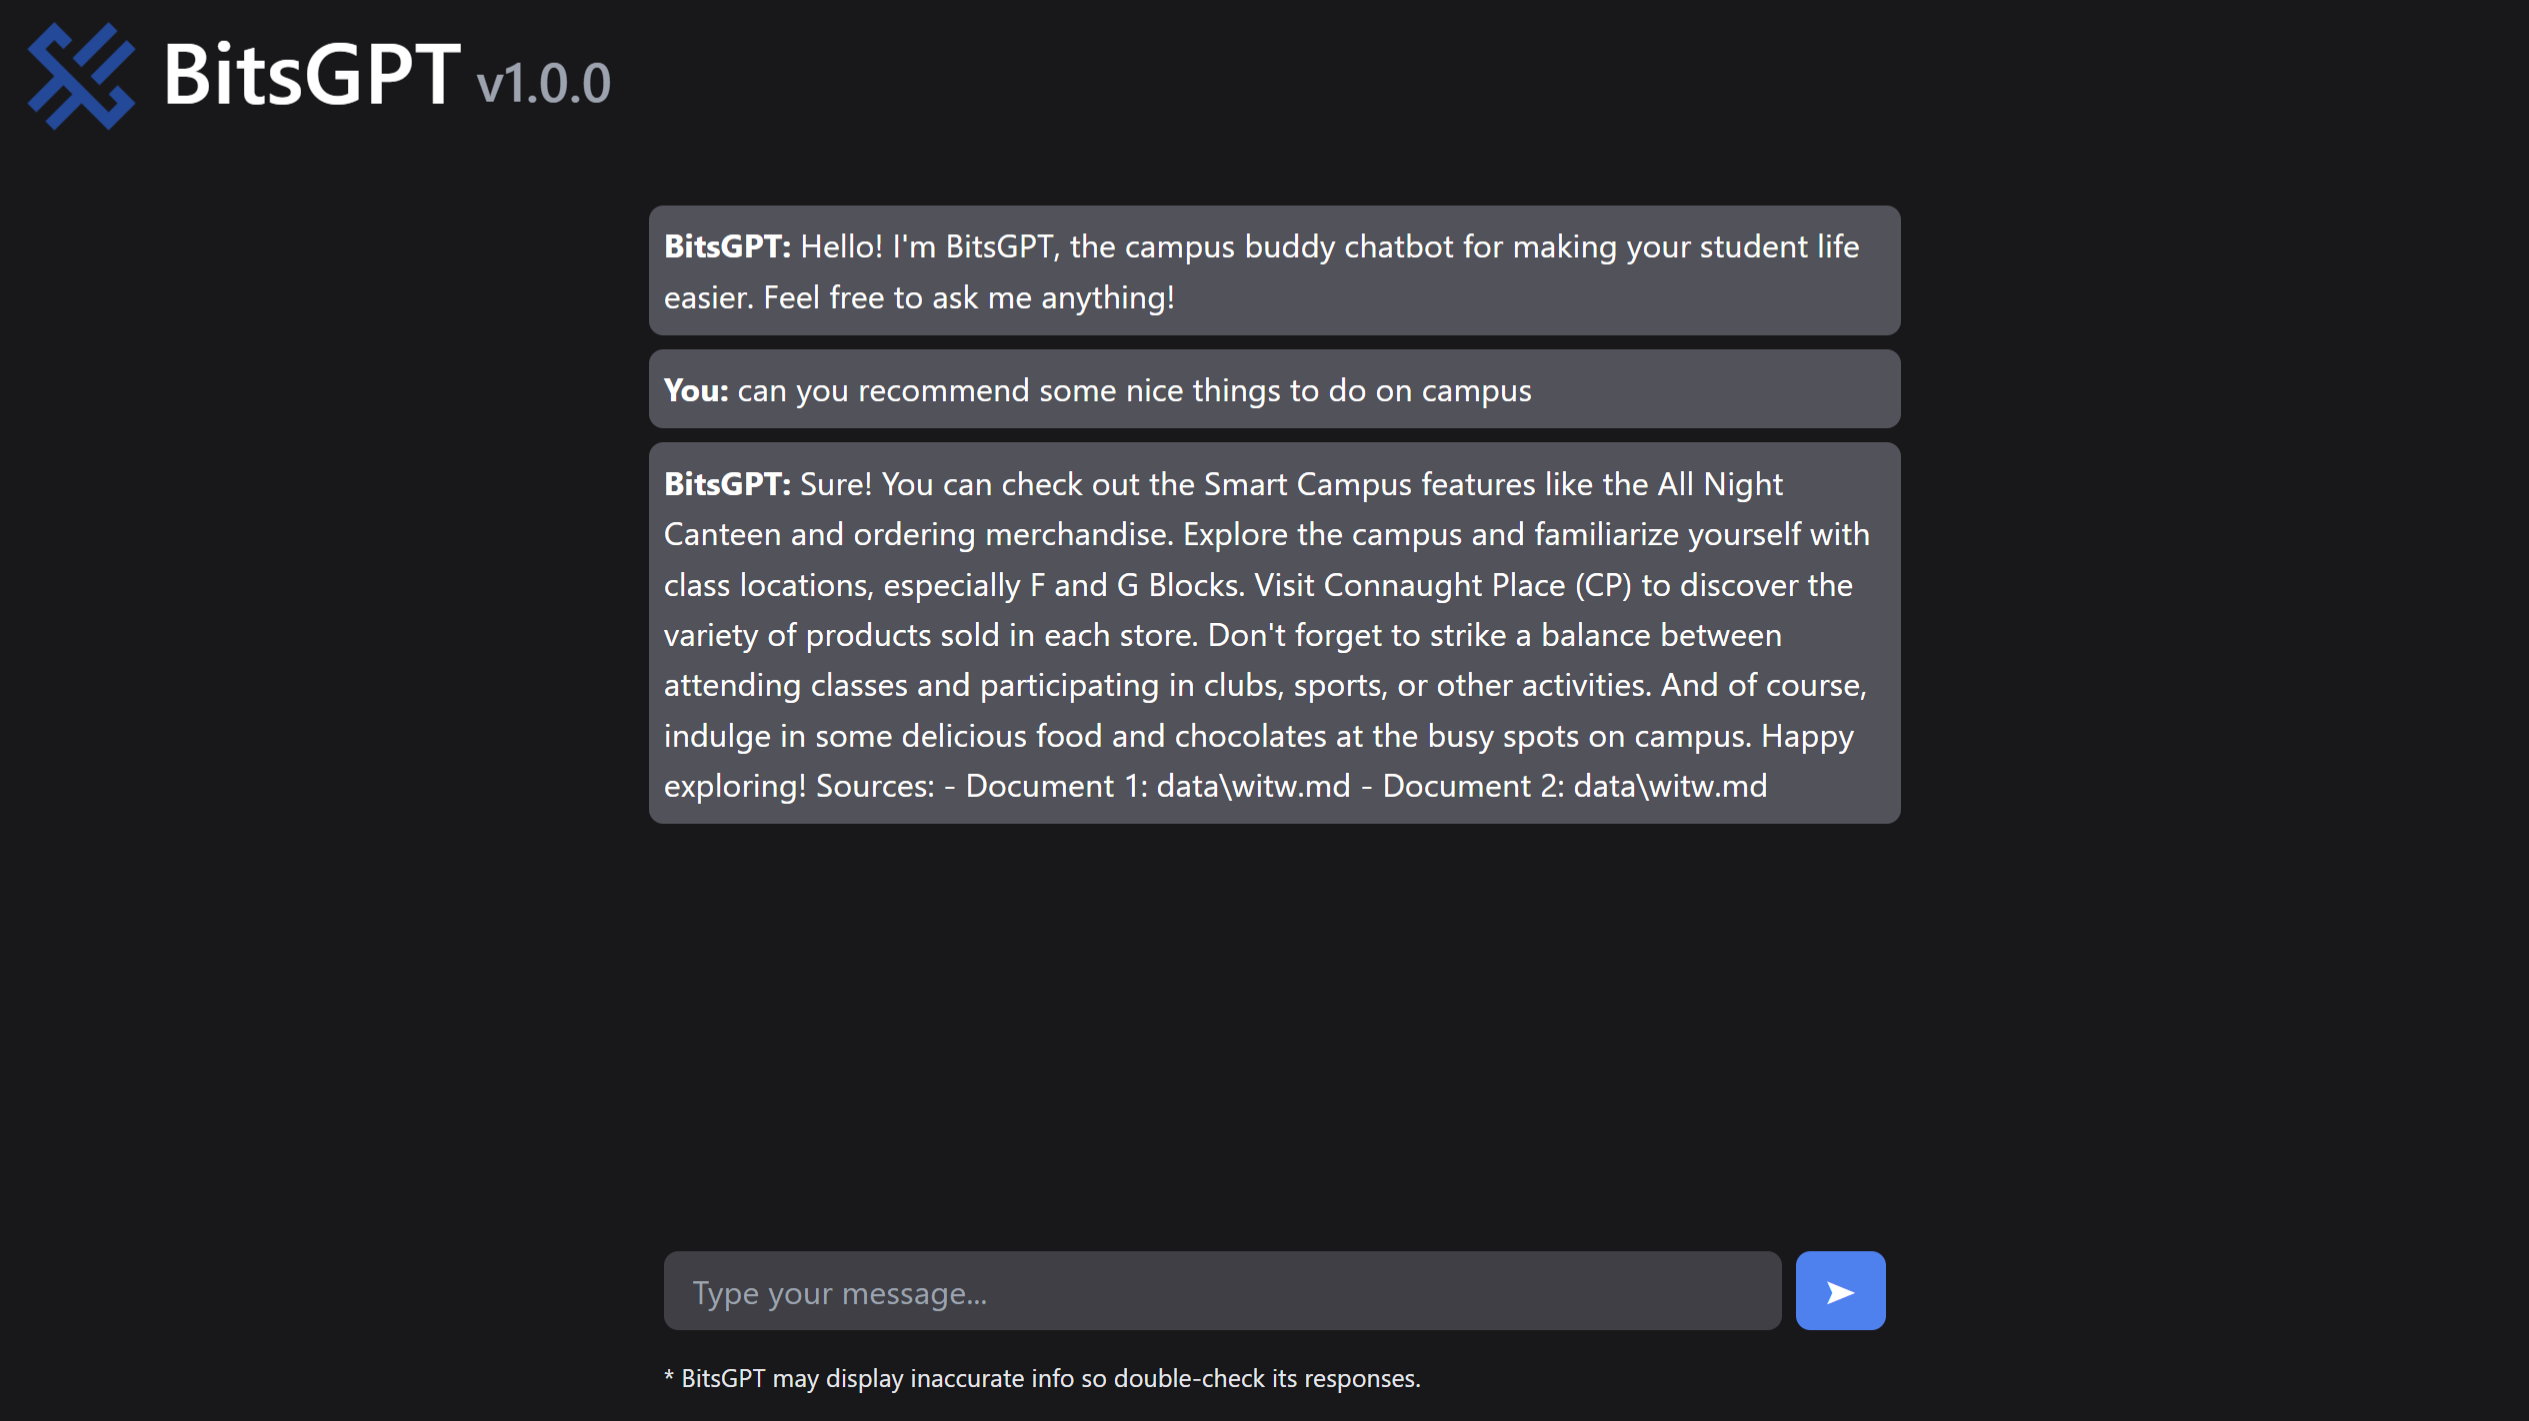 BitsGPT v1.0.0
BitsGPT: Hello! I'm BitsGPT, the campus buddy chatbot for making your student life
easier. Feel free to ask me anything!
You: can you recommend some nice things to do on campus
BitsGPT: Sure! You can check out the Smart Campus features like the All Night
Canteen and ordering merchandise. Explore the campus and familiarize yourself with
class locations, especially F and G Blocks. Visit Connaught Place (CP) to discover the
variety of products sold in each store. Don't forget to strike a balance between
attending classes and participating in clubs, sports, or other activities. And of course,
indulge in some delicious food and chocolates at the busy spots on campus. Happy
exploring! Sources: - Document 1: data\witw.md - Document 2: data\witw.md
Type your message...
* BitsGPT may display inaccurate info so double-check its responses.